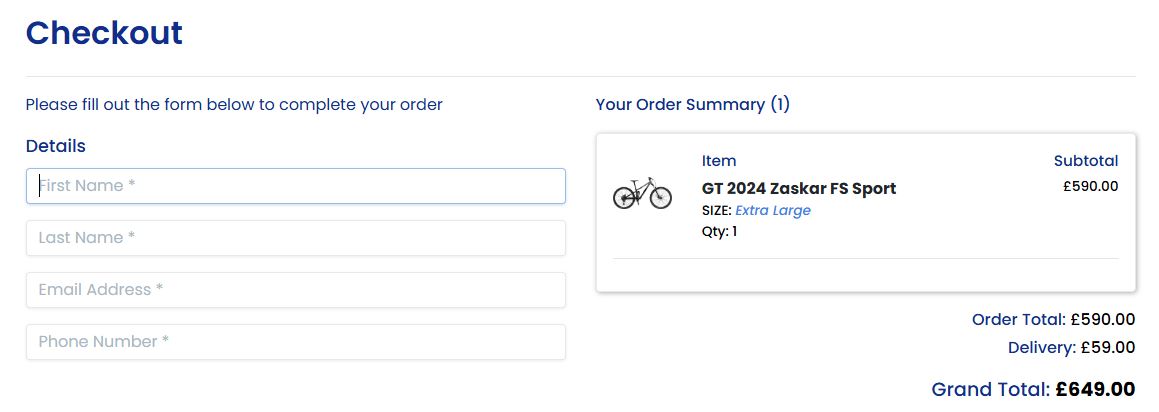 Checkout
Please fill out the form below to complete your order
Details
First Name *
Last Name *
Email Address *
Phone Number *
Your Order Summary (1)
Item Subtotal
GT 2024 Zaskar FS Sport £590.00
SIZE: Extra Large
Qty: 1
Order Total: £590.00
Delivery: £59.00
Grand Total: £649.00